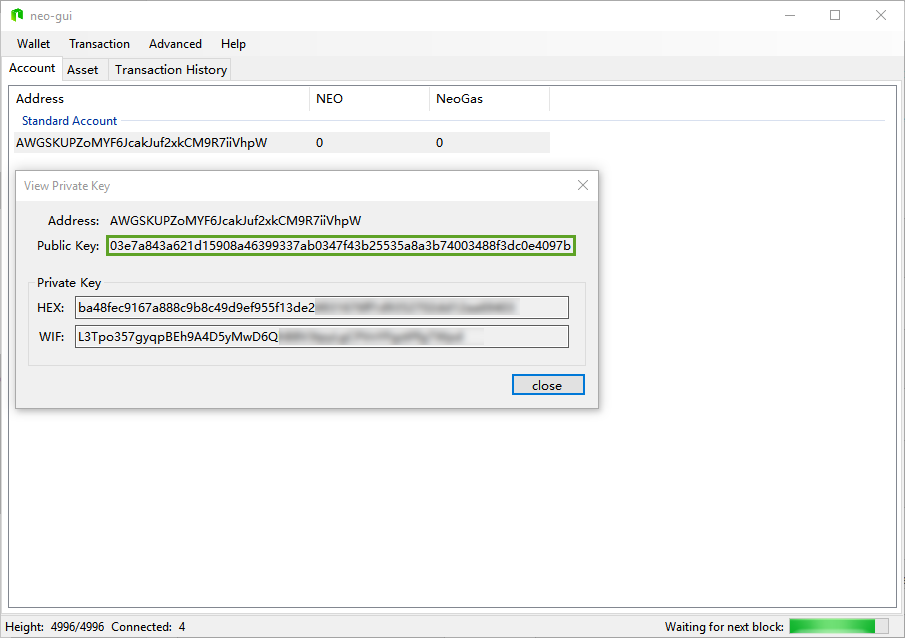 neo-gui
Wallet Transaction Advanced Help
Account Asset Transaction History
Address NEO NeoGas
Standard Account
AWGSKUPZoMYF6JcakJuf2xkCM9R7iiVhpW 0 0
View Private Key
Address: AWGSKUPZoMYF6JcakJuf2xkCM9R7iiVhpW
Public Key: 03e7a843a621d15908a46399337ab0347f43b25535a8a3b74003488f3dc0e4097b
Private Key
HEX: ba48fec9167a888c9b8c49d9ef955f13de2
WIF: L3Tpo357gyqpBEh9A4D5yMwD6Q
close
Height: 4996/4996 Connected: 4 Waiting for next block: